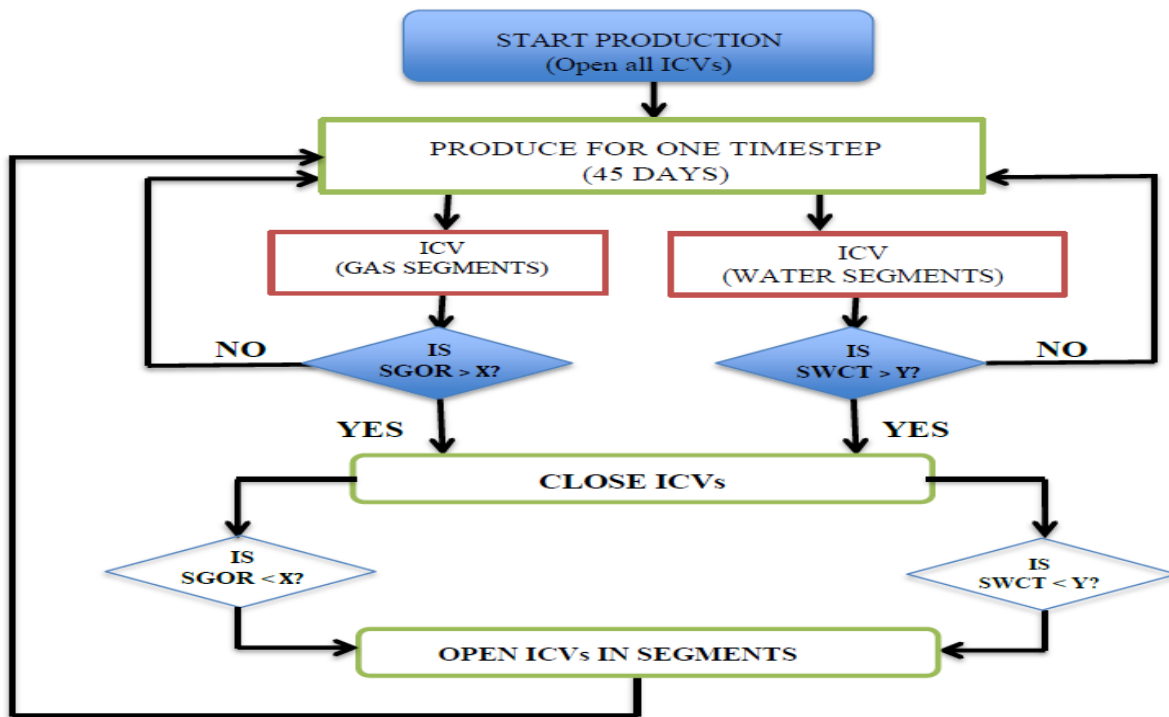 START PRODUCTION
(Open all ICVs)
PRODUCE FOR ONE TIMESTEP
(45 DAYS)
ICV
(GAS SEGMENTS)
ICV
(WATER SEGMENTS)
NO
IS
SGOR > X?
IS
SWCT > Y?
NO
YES
YES
CLOSE ICVs
IS
SGOR < X?
IS
SWCT < Y?
OPEN ICVs IN SEGMENTS